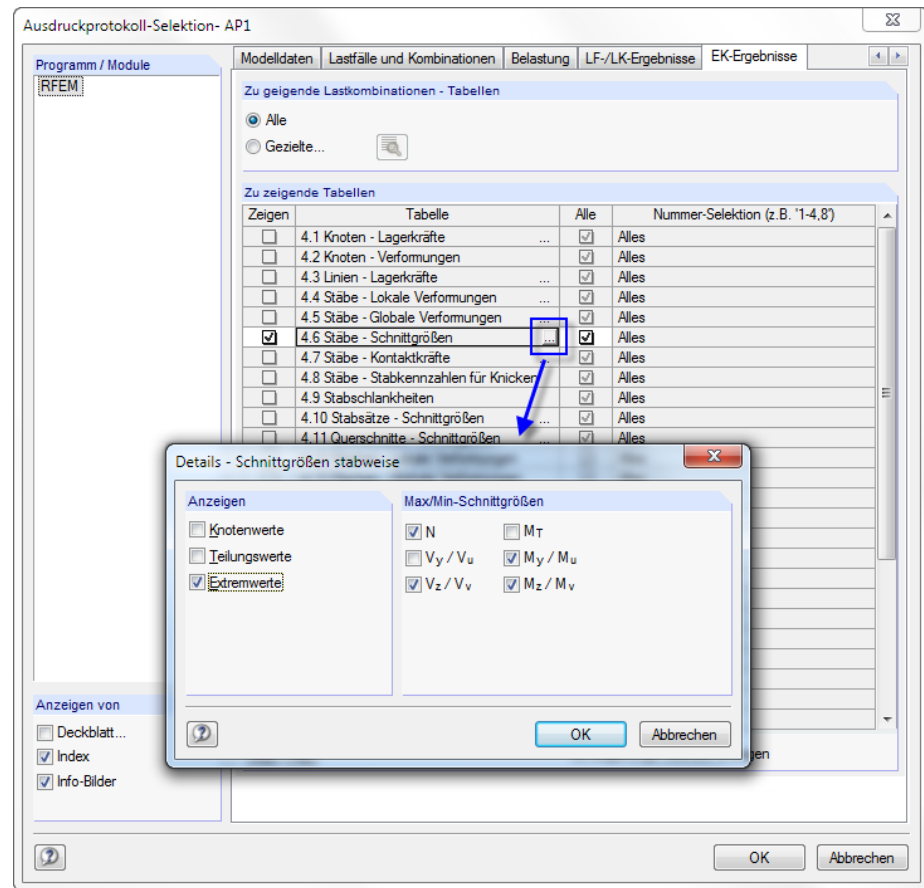 Ausdruckprotokoll-Selektion- AP1
Programm / Module
RFEM
Modelldaten
Lastfälle und Kombinationen
Belastung
LF-/LK-Ergebnisse
EK-Ergebnisse
Zu geigende Lastkombinationen - Tabellen
Alle
Gezielte...
Zu zeigende Tabellen
Zeigen Tabelle Alle Nummer-Selektion (z.B. '1-4,8')
4.1 Knoten - Lagerkräfte ... Alles
4.2 Knoten - Verformungen Alles
4.3 Linien - Lagerkräfte ... Alles
4.4 Stäbe - Lokale Verformungen ... Alles
4.5 Stäbe - Globale Verformungen ... Alles
4.6 Stäbe - Schnittgrößen ... Alles
4.7 Stäbe - Kontaktkräfte ... Alles
4.8 Stäbe - Stabkennzahlen für Knicken Alles
4.9 Stabschlankheiten Alles
4.10 Stabsätze - Schnittgrößen ... Alles
4.11 Querschnitte - Schnittgrößen ... Alles
Details - Schnittgrößen stabweise
Anzeigen
Knotenwerte
Teilungswerte
Extremwerte
Max/Min-Schnittgrößen
N MT
Vy / Vu My / Mu
Vz / Vv Mz / Mv
OK
Abbrechen
Anzeigen von
Deckblatt...
Index
Info-Bilder
OK
Abbrechen